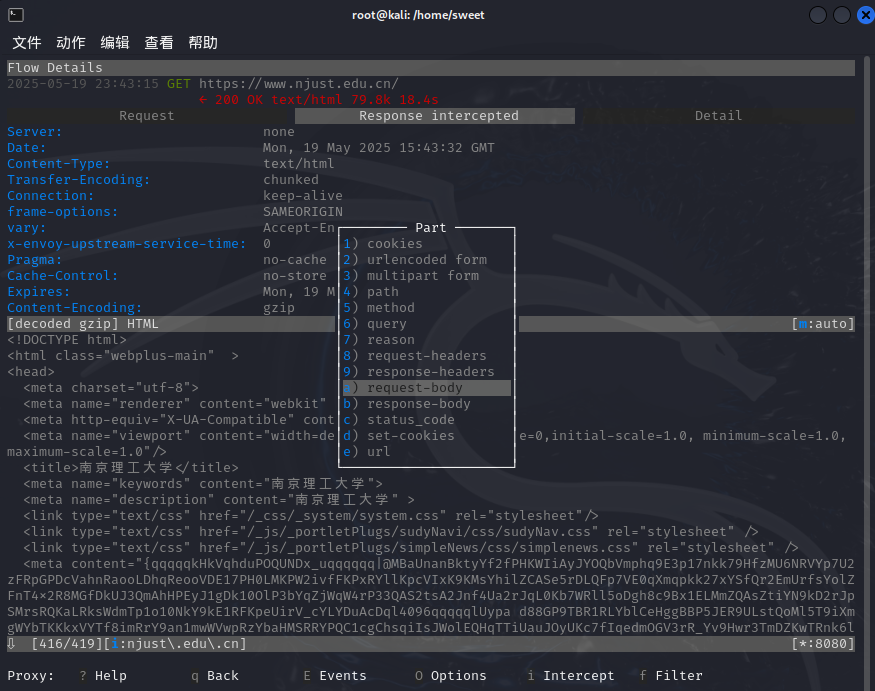 root@kali: /home/sweet
文件 动作 编辑 查看 帮助
Flow Details
2025-05-19 23:43:15 GET https://www.njust.edu.cn/
← 200 OK text/html 79.8k 18.4s
Request Response intercepted Detail
Server: none
Date: Mon, 19 May 2025 15:43:32 GMT
Content-Type: text/html
Transfer-Encoding: chunked
Connection: keep-alive
frame-options: SAMEORIGIN
vary: Accept-En
x-envoy-upstream-service-time: 0
Pragma: no-cache
Cache-Control: no-store
Expires: Mon, 19 M
Content-Encoding: gzip
Part
1) cookies
2) urlencoded form
3) multipart form
4) path
5) method
6) query
7) reason
8) request-headers
9) response-headers
a) request-body
b) response-body
c) status_code
d) set-cookies
e) url
[decoded gzip] HTML [m:auto]
<!DOCTYPE html>
<html class="webplus-main"  >
<head>
<meta charset="utf-8">
<meta name="renderer" content="webkit"
<meta http-equiv="X-UA-Compatible" cont
<meta name="viewport" content="width=de e=0,initial-scale=1.0, minimum-scale=1.0,
maximum-scale=1.0"/>
<title>南京理工大学</title>
<meta name="keywords" content="南京理工大学">
<meta name="description" content="南京理工大学" >
<link type="text/css" href="/_css/_system/system.css" rel="stylesheet"/>
<link type="text/css" href="/_js/_portletPlugs/sudyNavi/css/sudyNav.css" rel="stylesheet" />
<link type="text/css" href="/_js/_portletPlugs/simpleNews/css/simplenews.css" rel="stylesheet" />
<meta content="{qqqqqkHkVqhduPOQUNDx_uqqqqqq|@MBaUnanBktyYf2fPHKWIiAyJYOQbVmphq9E3p17nkk79HfzMU6NRVYp7U2
zFRpGPDcVahnRaooLDhqReooVDE17PH0LMKPW2ivfFKPxRYllKpcVIxK9KMsYhilZCASe5rDLQFp7VE0qXmqpkk27xYSfQr2EmUrfsYolZ
FnT4×2R8MGfDkUJ3QmAhHPEyJ1gDk10OlP3bYqZjWqW4rP33QAS2tsA2Jnf4Ua2rJqL0Kb7WRll5oDgh8c9Bx1ELMmZQAsZtiYN9kD2rJp
SMrsRQKaLRksWdmTp1o10NkY9kE1RFKpeUirV_cYLYDuAcDql4096qqqqqlUypa d88GP9TBR1RLYblCeHggBBP5JER9ULstQoMl5T9iXm
gWYbTKKkxVYTf8imRrY9an1mwWVwpRzYbaHMSRRYPQC1cgChsqiIsJWolEQHqTTiUauJOyUKc7fIqedmOGV3rR_Yv9Hwr3TmDZKwTRnk6l
⇩ [416/419][i:njust\.edu\.cn] [*:8080]
Proxy: ? Help q Back E Events O Options i Intercept f Filter